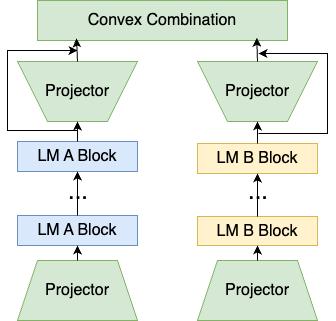 Convex Combination
Projector
Projector
LM A Block
LM B Block
...
...
LM A Block
LM B Block
Projector
Projector